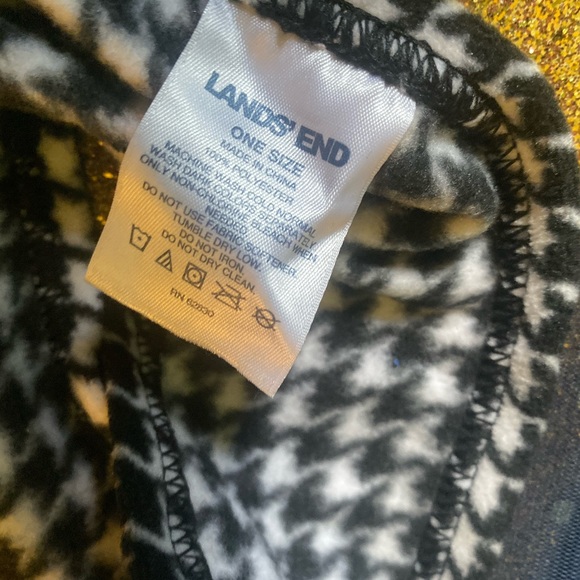 LANDS' END
ONE SIZE
MADE IN CHINA
100% POLYESTER
MACHINE WASH COLD NORMAL
WASH DARK COLORS SEPARATELY
ONLY NON-CHLORINE BLEACH WHEN
NEEDED.
DO NOT USE FABRIC SOFTENER
TUMBLE DRY LOW.
DO NOT IRON.
DO NOT DRY CLEAN.
RN 62830